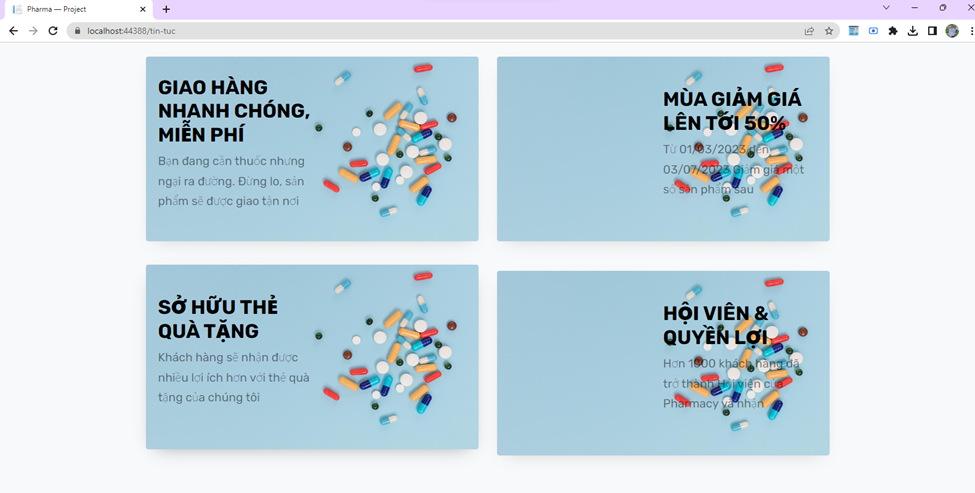 Pharma — Project
localhost:44388/tin-tuc
GIAO HÀNG
NHANH CHÓNG,
MIỄN PHÍ
Bạn đang cần thuốc nhưng
ngại ra đường. Đừng lo, sản
phẩm sẽ được giao tận nơi
MÙA GIẢM GIÁ
LÊN TỚI 50%
Từ 01/03/2023 đến
03/07/2023 Giảm giá một
số sản phẩm sau
SỞ HỮU THẺ
QUÀ TẶNG
Khách hàng sẽ nhận được
nhiều lợi ích hơn với thẻ quà
tặng của chúng tôi
HỘI VIÊN &
QUYỀN LỢI
Hơn 1000 khách hàng đã
trở thành Hội viên của
Pharmacy và nhận